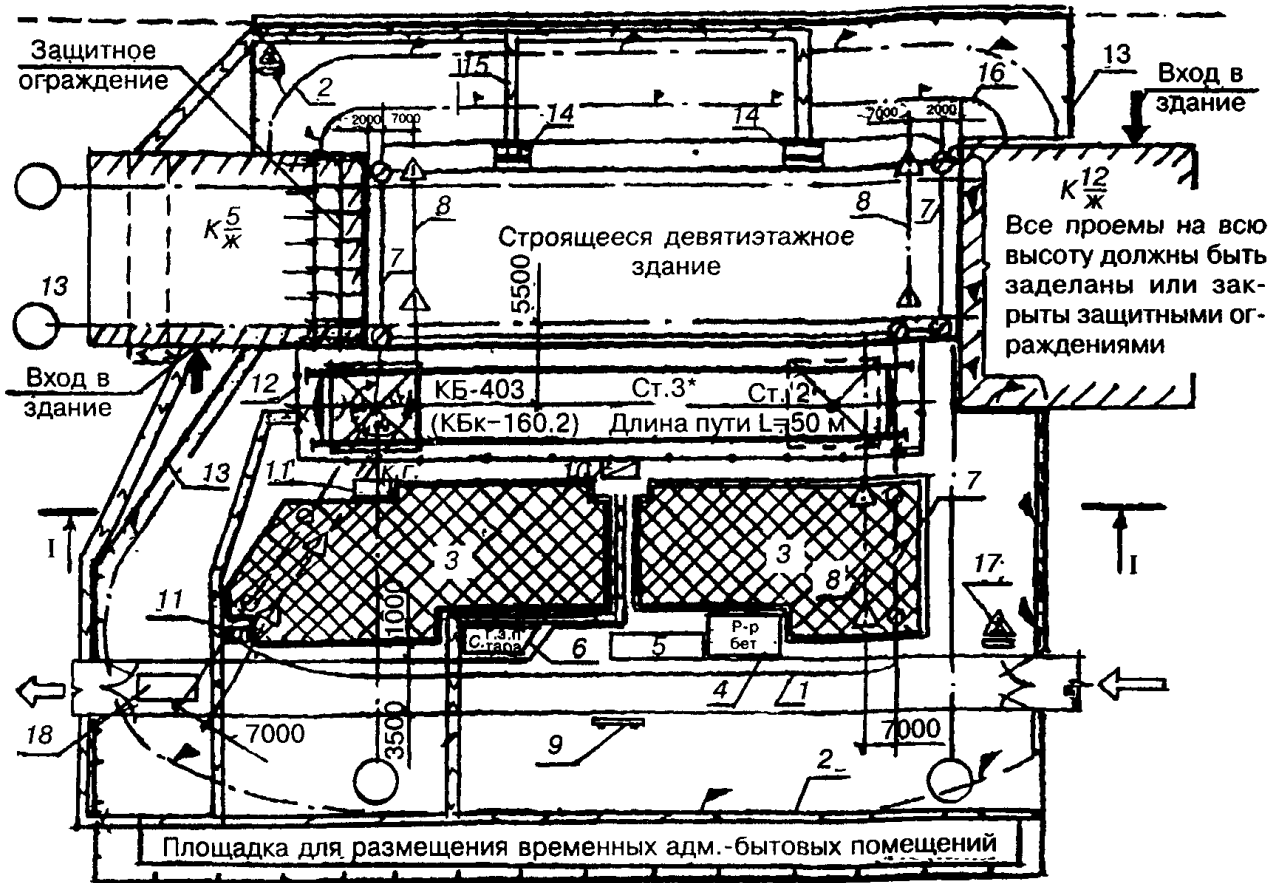 Защитное
ограждение
2
15
16
13
Вход в
здание
2000
7000
14
14
7000
2000
К 5/ж
8
7
Строящееся девятиэтажное
здание
8
7
К 12/ж
Все проемы на всю
высоту должны быть
заделаны или зак-
рыты защитными ог-
раждениями
13
5500
Вход в
здание
12
КБ-403
Ст.3*
Ст. 2*
(КБк-160.2)
Длина пути L=50 м
13
11
к.г.
10
7
I
3
3
8
17
I
11
1000
С.г.з.п
тара
6
5
Р-р
бет
4
1
18
7000
3500
9
7000
2
Площадка для размещения временных адм.-бытовых помещений